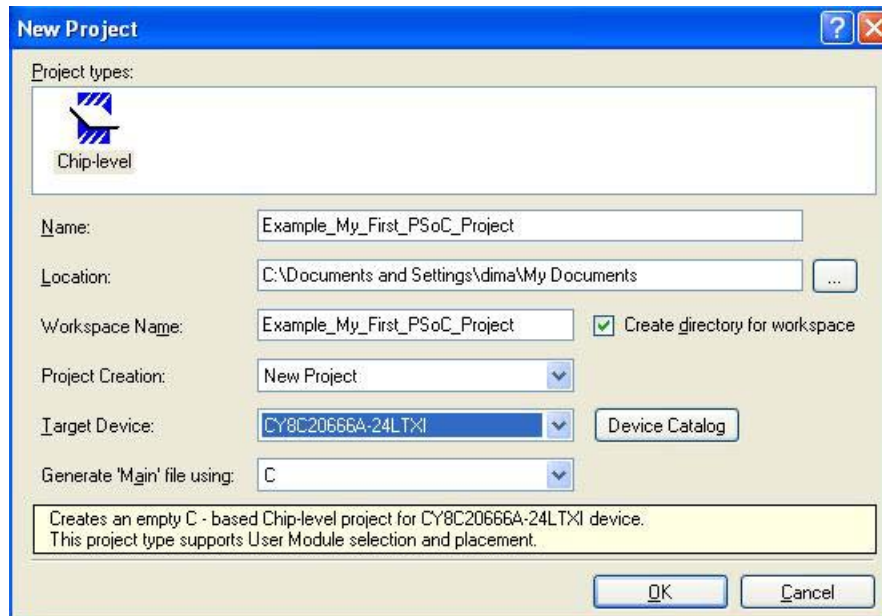 New Project
Project types:
Chip-level
Name: Example_My_First_PSoC_Project
Location: C:\Documents and Settings\dima\My Documents ...
Workspace Name: Example_My_First_PSoC_Project Create directory for workspace
Project Creation: New Project
Target Device: CY8C20666A-24LTXI Device Catalog
Generate 'Main' file using: C
Creates an empty C - based Chip-level project for CY8C20666A-24LTXI device.
This project type supports User Module selection and placement.
OK Cancel